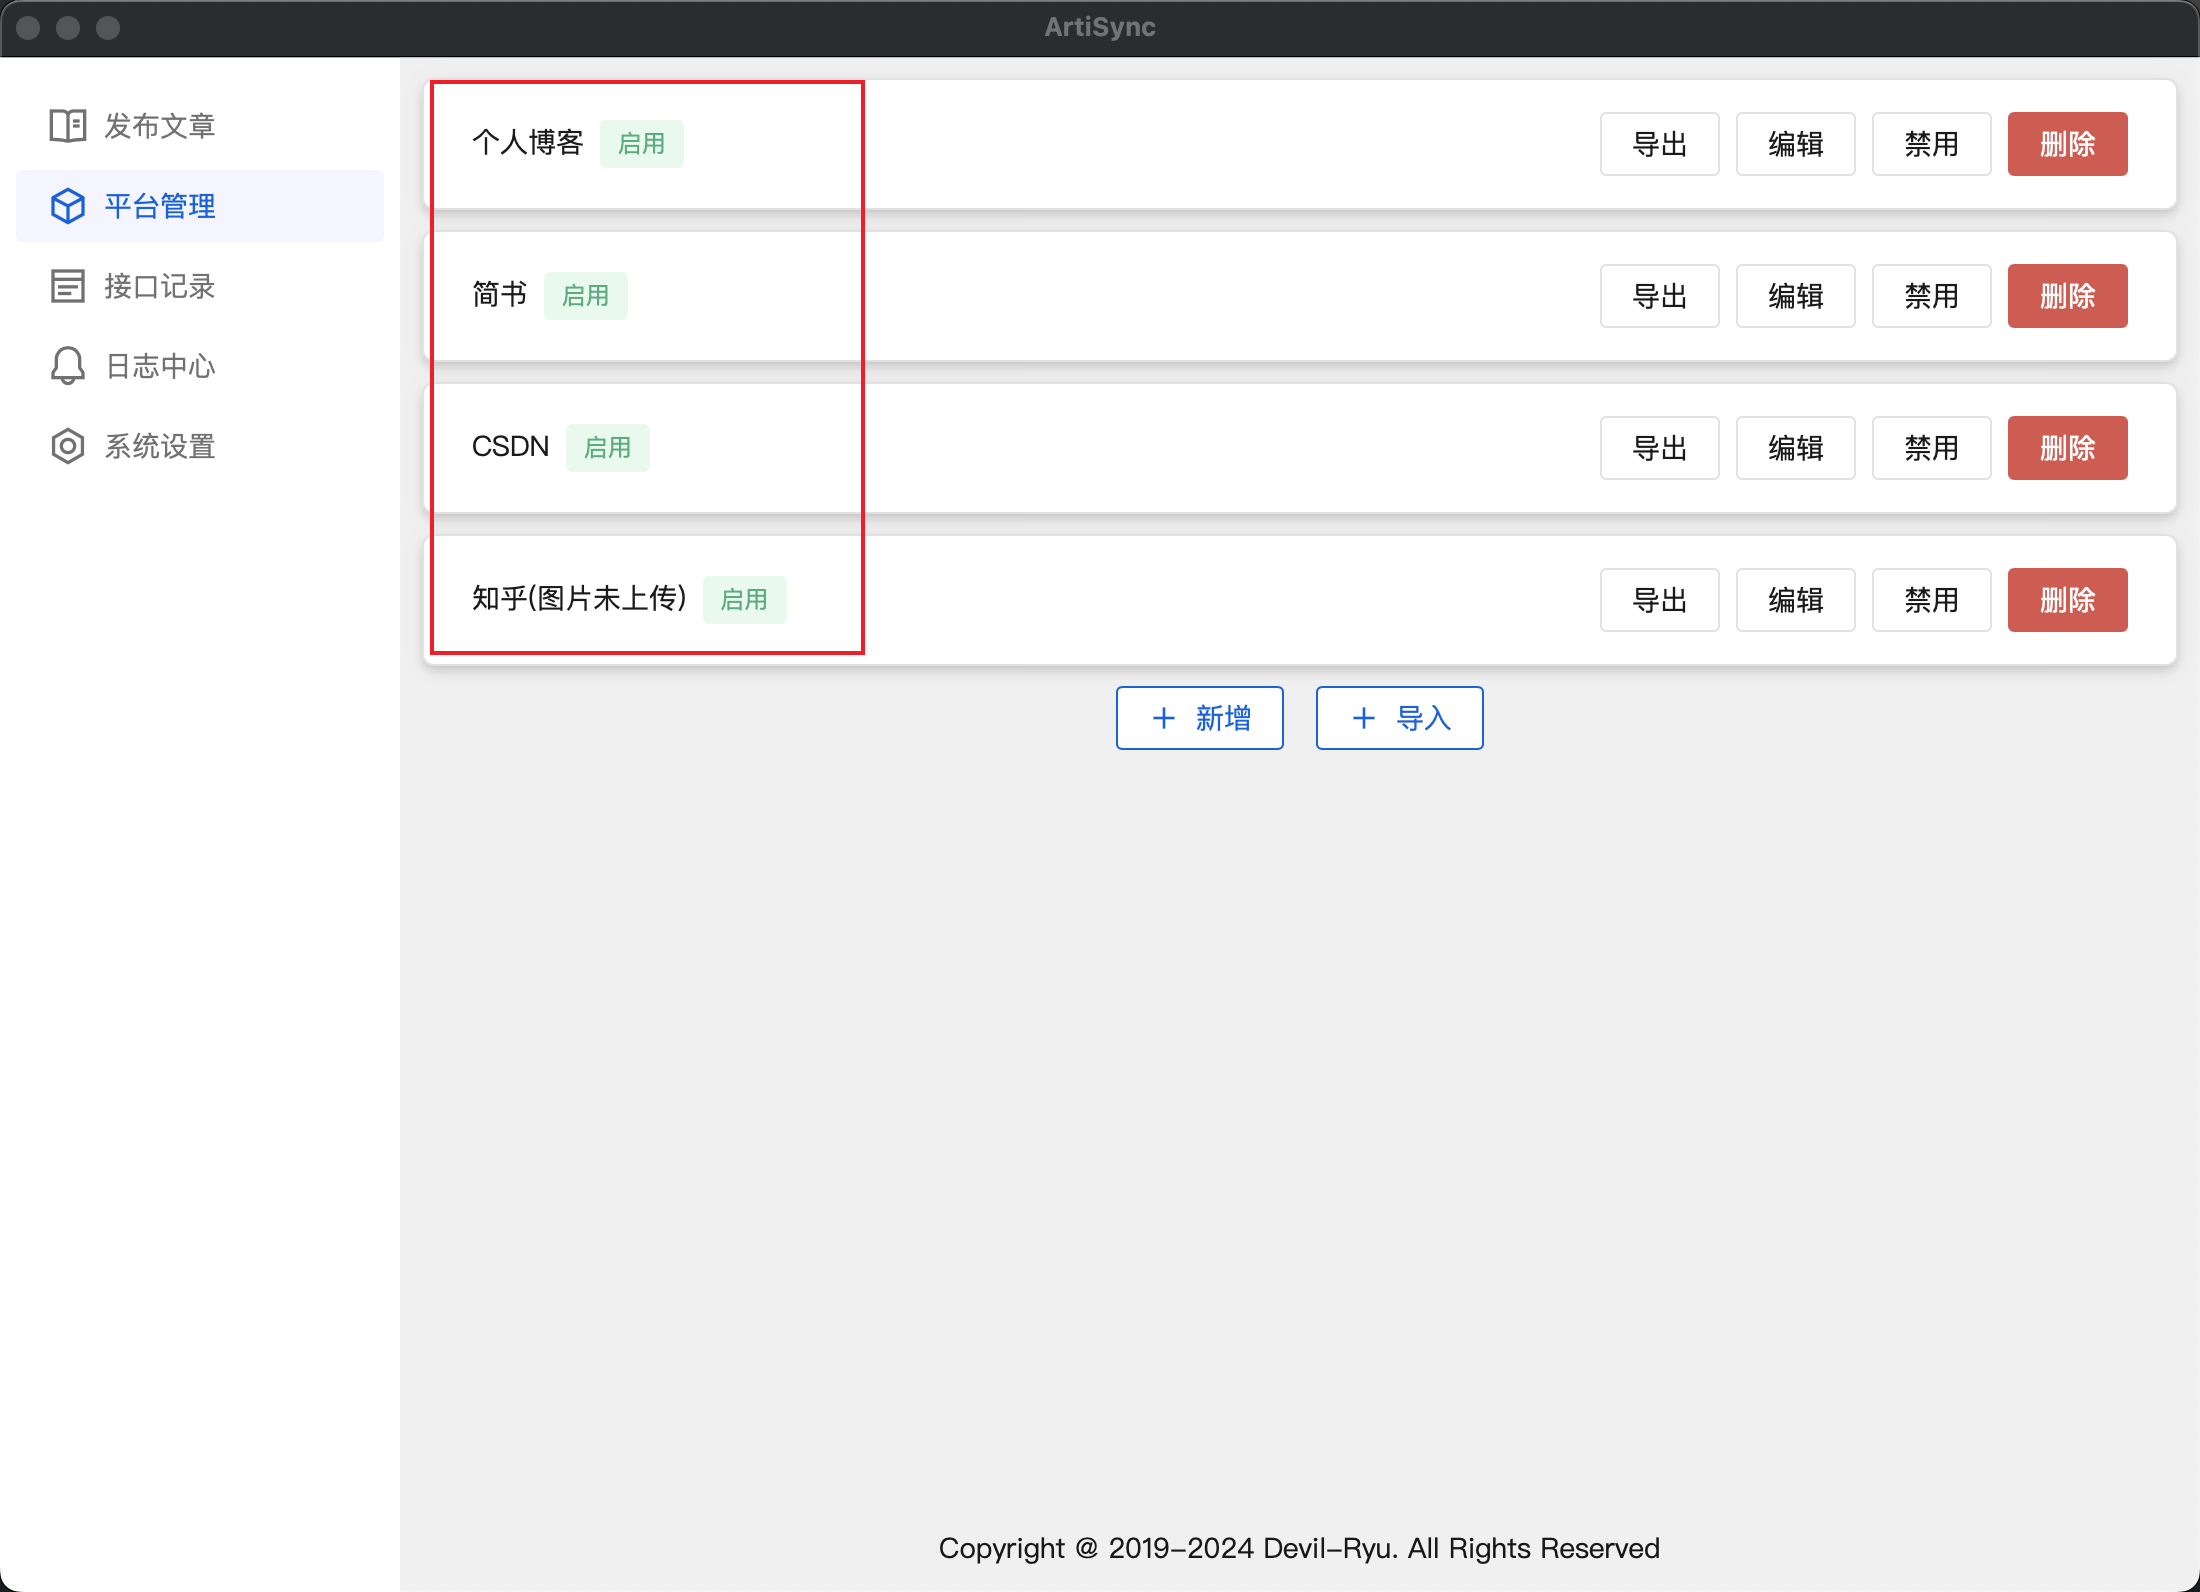 ArtiSync
发布文章
平台管理
接口记录
日志中心
系统设置
个人博客 启用 导出 编辑 禁用 删除
简书 启用 导出 编辑 禁用 删除
CSDN 启用 导出 编辑 禁用 删除
知乎(图片未上传) 启用 导出 编辑 禁用 删除
+ 新增 + 导入
Copyright @ 2019-2024 Devil-Ryu. All Rights Reserved